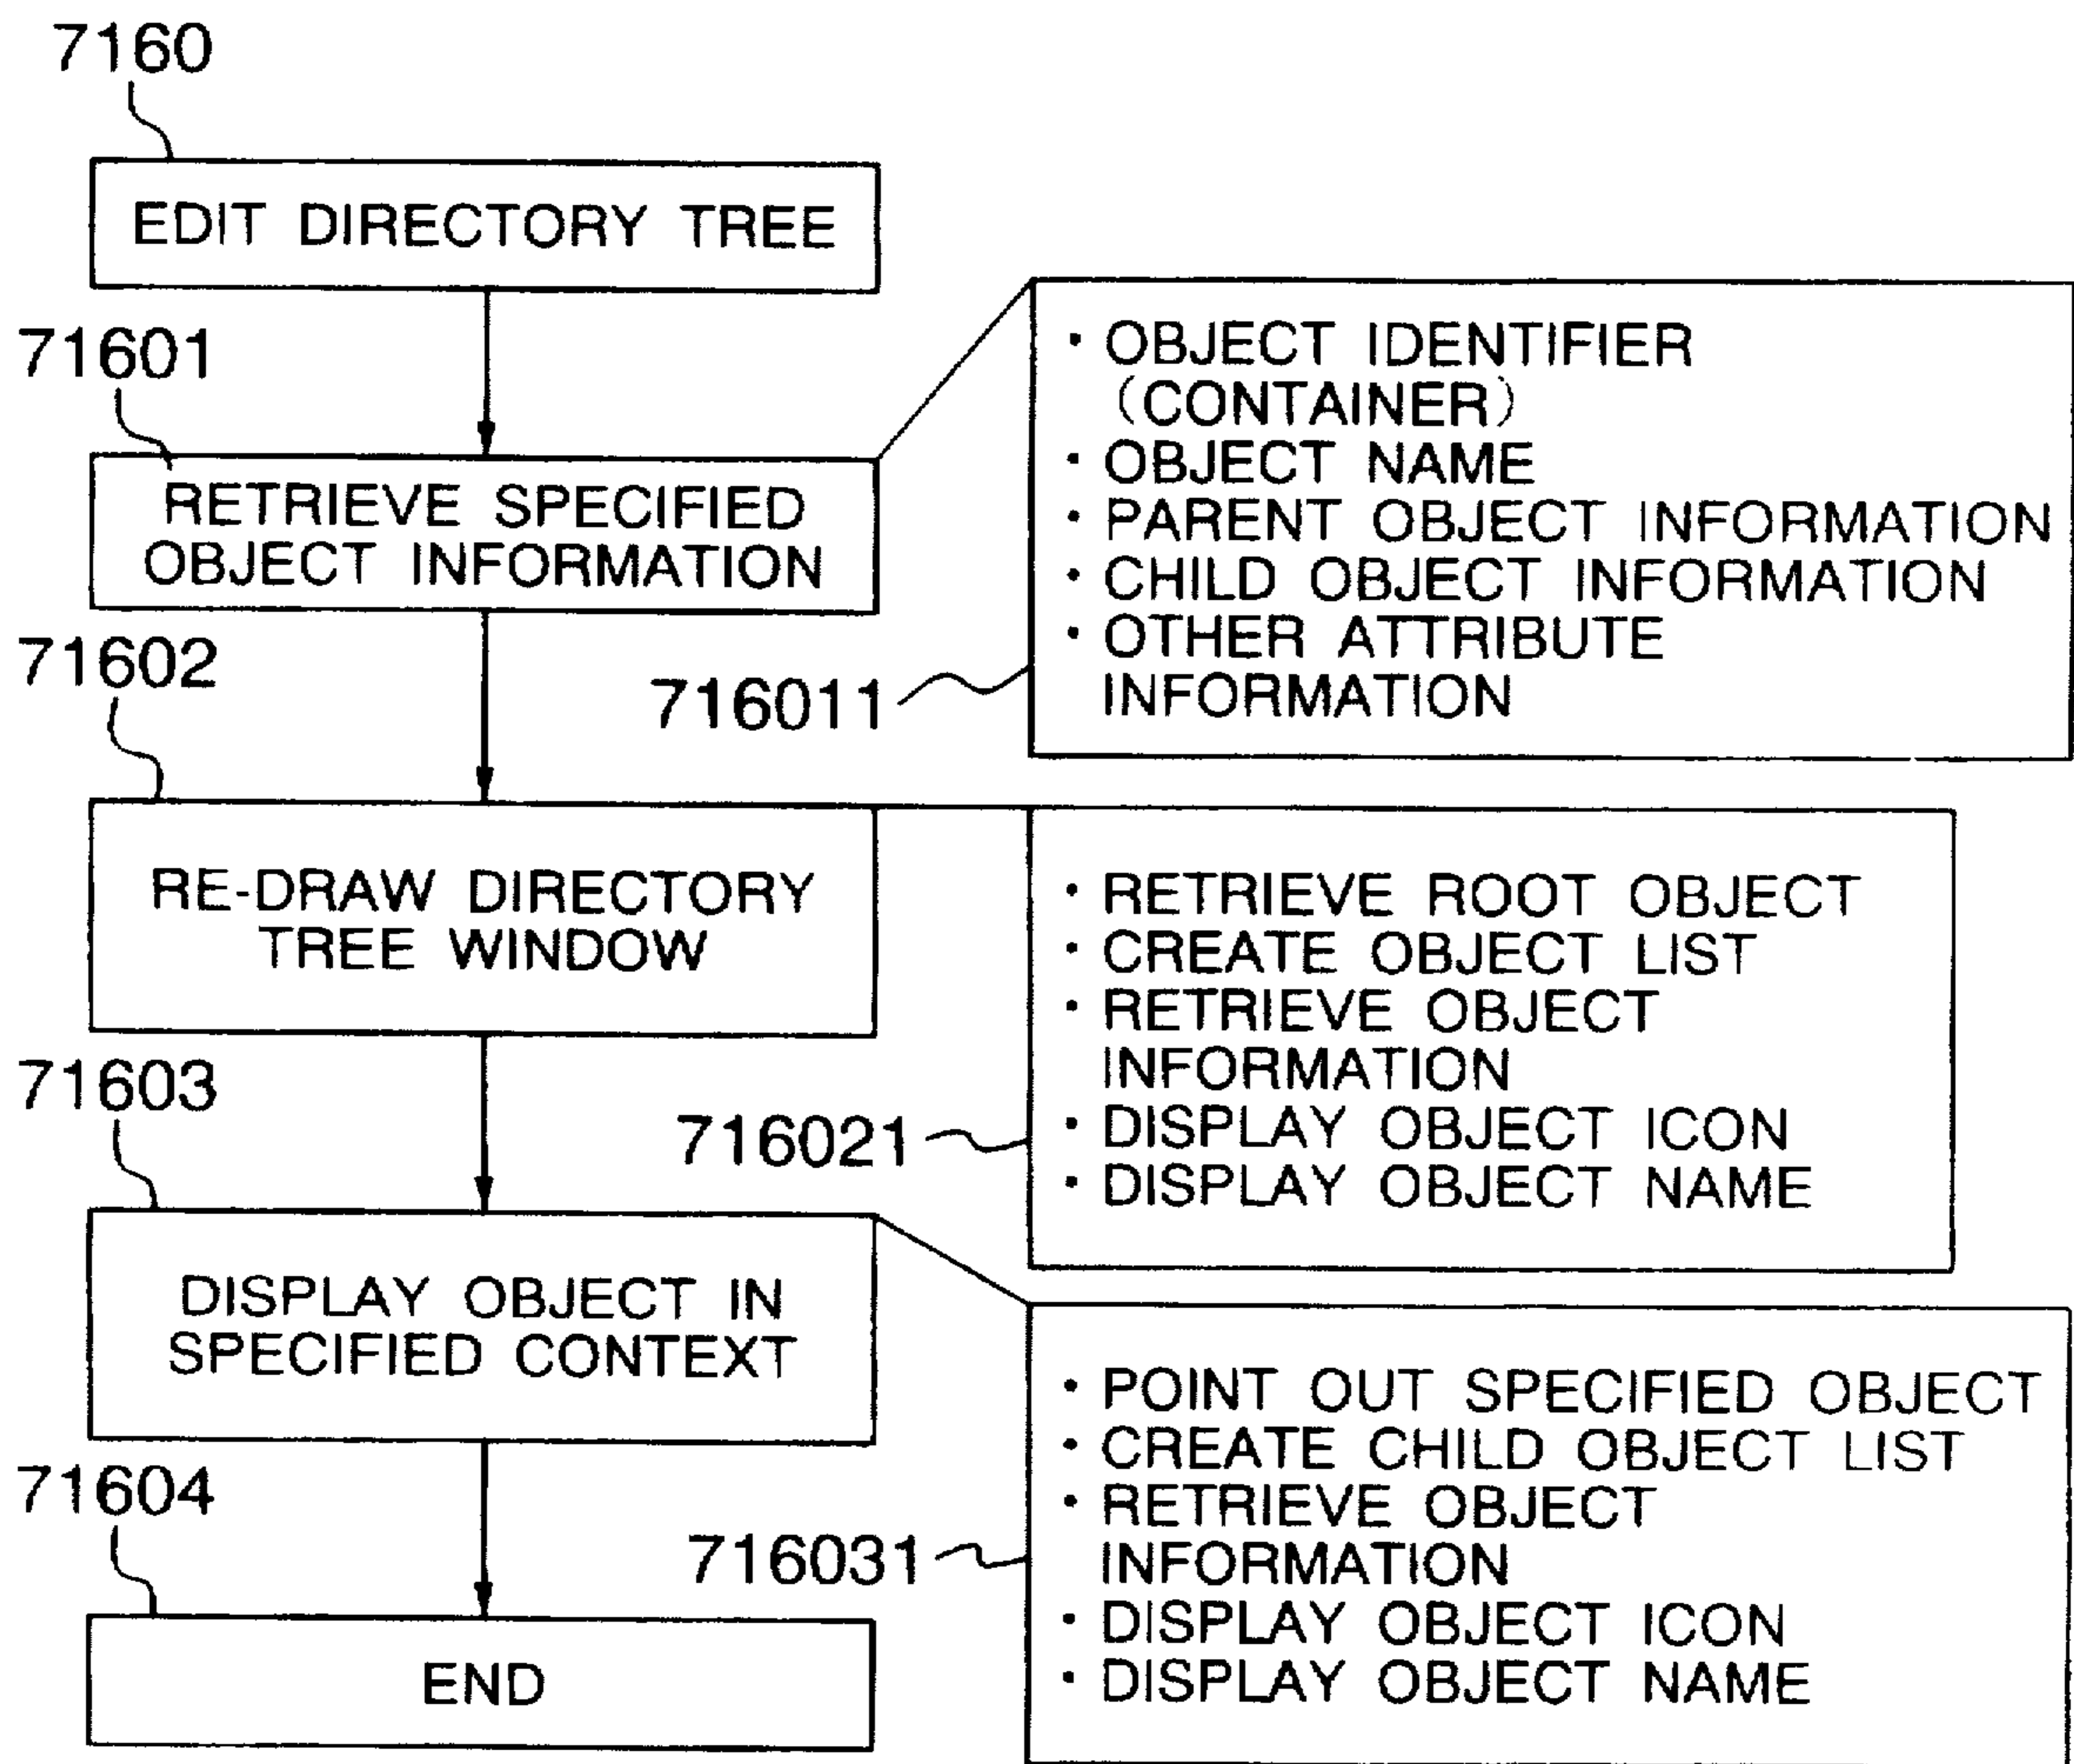 7160
EDIT DIRECTORY TREE
71601
RETRIEVE SPECIFIED
OBJECT INFORMATION
· OBJECT IDENTIFIER
(CONTAINER)
· OBJECT NAME
· PARENT OBJECT INFORMATION
· CHILD OBJECT INFORMATION
· OTHER ATTRIBUTE
INFORMATION
716011
71602
RE-DRAW DIRECTORY
TREE WINDOW
· RETRIEVE ROOT OBJECT
· CREATE OBJECT LIST
· RETRIEVE OBJECT
INFORMATION
· DISPLAY OBJECT ICON
· DISPLAY OBJECT NAME
716021
71603
DISPLAY OBJECT IN
SPECIFIED CONTEXT
· POINT OUT SPECIFIED OBJECT
· CREATE CHILD OBJECT LIST
· RETRIEVE OBJECT
INFORMATION
· DISPLAY OBJECT ICON
· DISPLAY OBJECT NAME
716031
71604
END